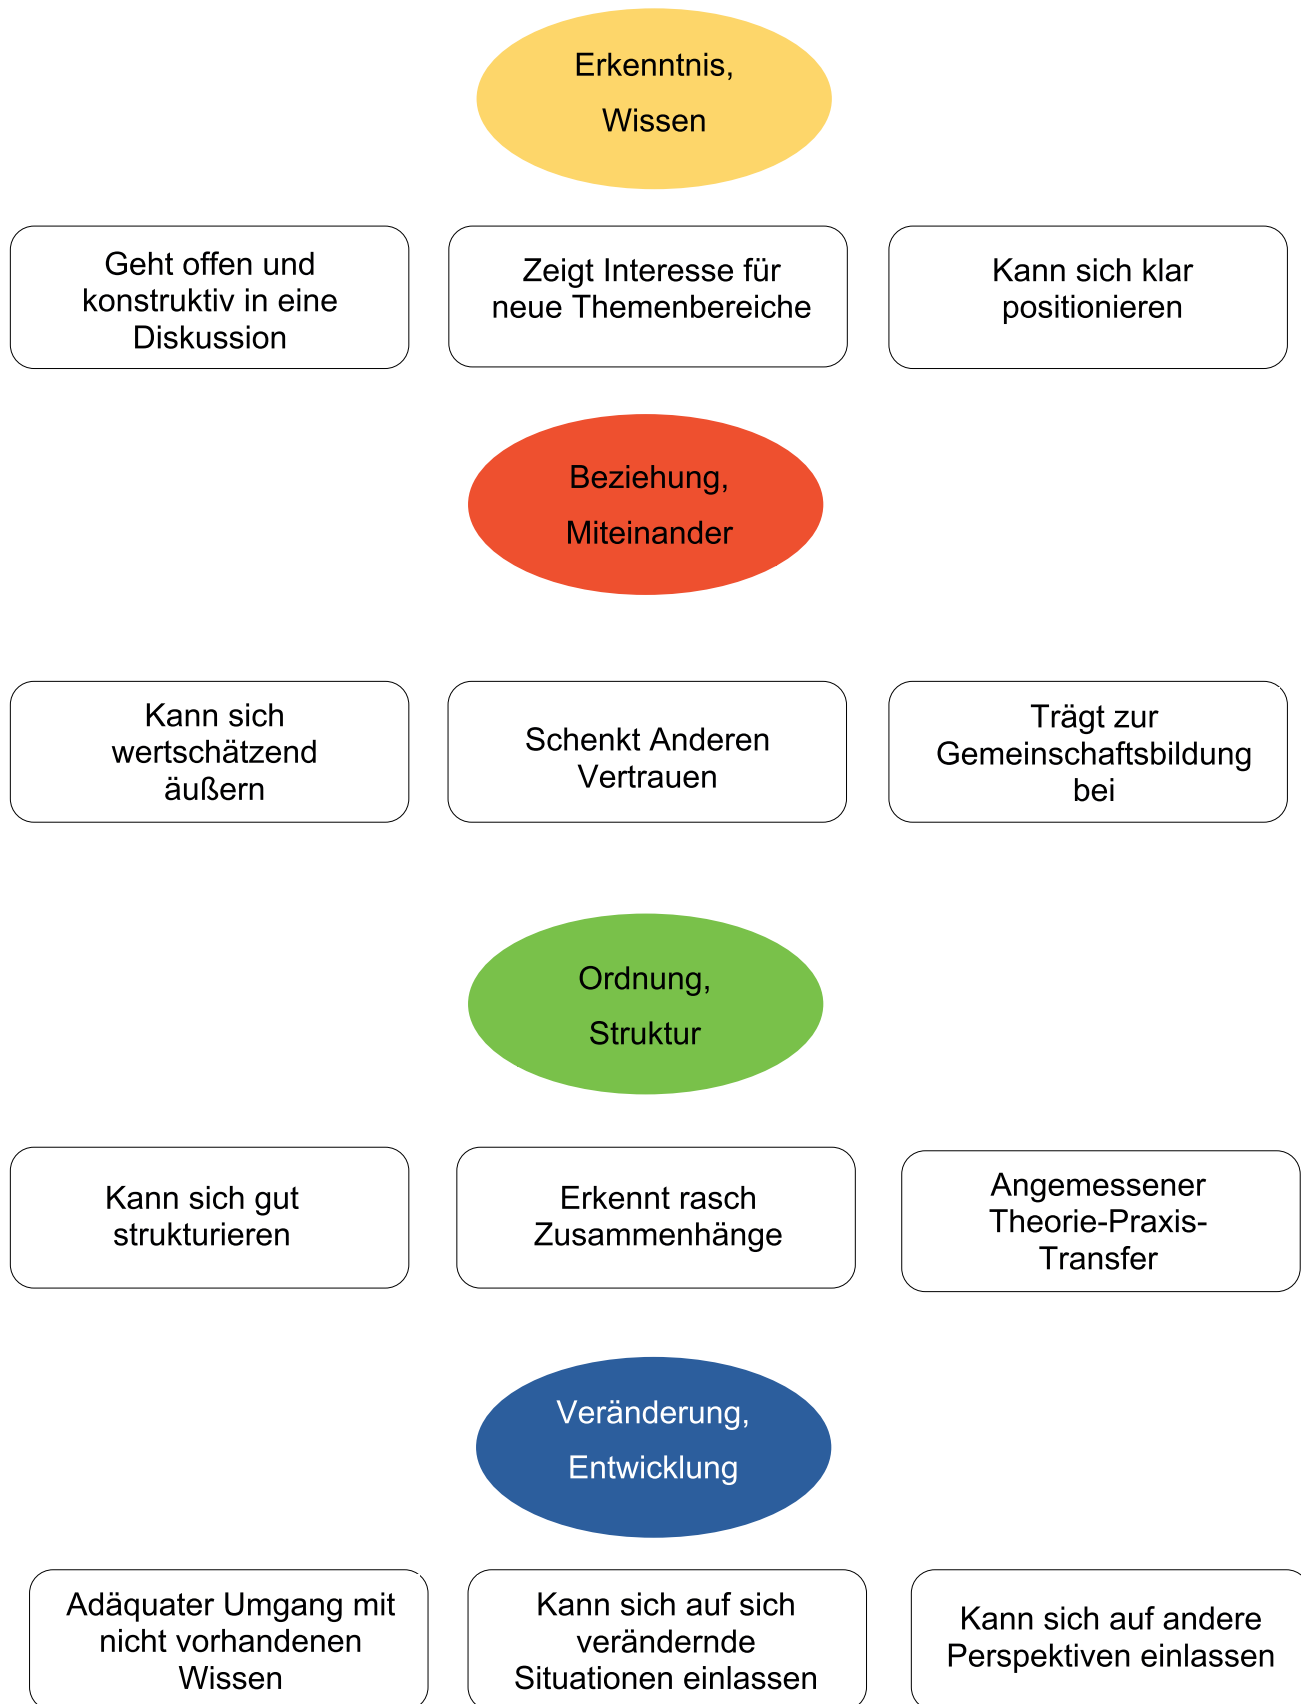 Erkenntnis,
Wissen
Geht offen und
konstruktiv in eine
Diskussion
Zeigt Interesse für
neue Themenbereiche
Kann sich klar
positionieren
Beziehung,
Miteinander
Kann sich
wertschätzend
äußern
Schenkt Anderen
Vertrauen
Trägt zur
Gemeinschaftsbildung
bei
Ordnung,
Struktur
Kann sich gut
strukturieren
Erkennt rasch
Zusammenhänge
Angemessener
Theorie-Praxis-
Transfer
Veränderung,
Entwicklung
Adäquater Umgang mit
nicht vorhandenen
Wissen
Kann sich auf sich
verändernde
Situationen einlassen
Kann sich auf andere
Perspektiven einlassen